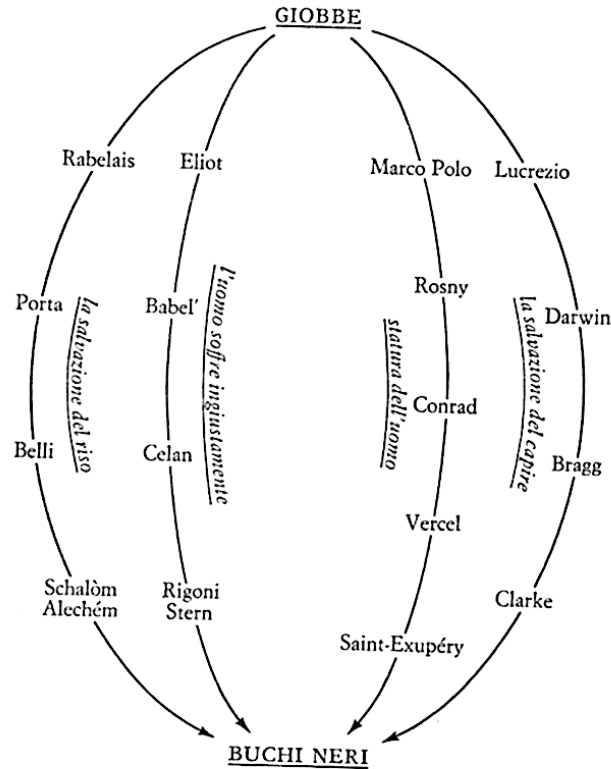 GIOBBE
Rabelais
Eliot
Marco Polo
Lucrezio
Porta
Babel'
Rosny
Darwin
la salvazione del riso
l'uomo soffre ingiustamente
statura dell'uomo
la salvazione del capire
Belli
Celan
Conrad
Bragg
Vercel
Schalòm
Alechém
Rigoni
Stern
Clarke
Saint-Exupéry
BUCHI NERI